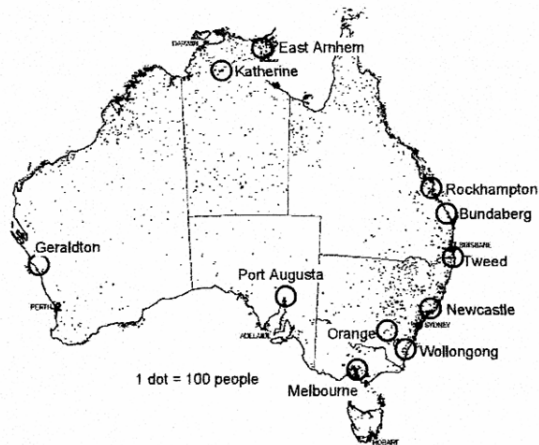 DARWIN
East Arnhem
Katherine
Rockhampton
Bundaberg
BRISBANE
Tweed
Geraldton
Port Augusta
PERTH
Newcastle
SYDNEY
Orange
ADELAIDE
Wollongong
1 dot = 100 people
Melbourne
HOBART